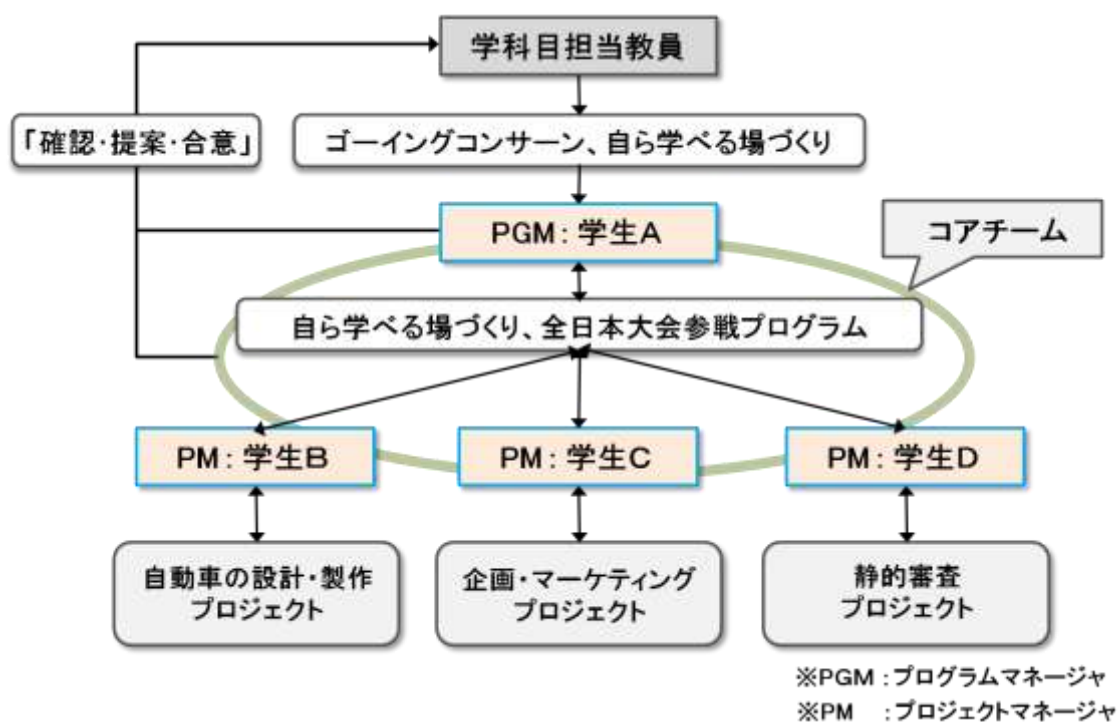 学科目担当教員
「確認・提案・合意」
ゴーイングコンサーン、自ら学べる場づくり
PGM：学生A
コアチーム
自ら学べる場づくり、全日本大会参戦プログラム
PM：学生B
PM：学生C
PM：学生D
自動車の設計・製作
プロジェクト
企画・マーケティング
プロジェクト
静的審査
プロジェクト
※PGM：プログラムマネージャ
※PM　：プロジェクトマネージャ